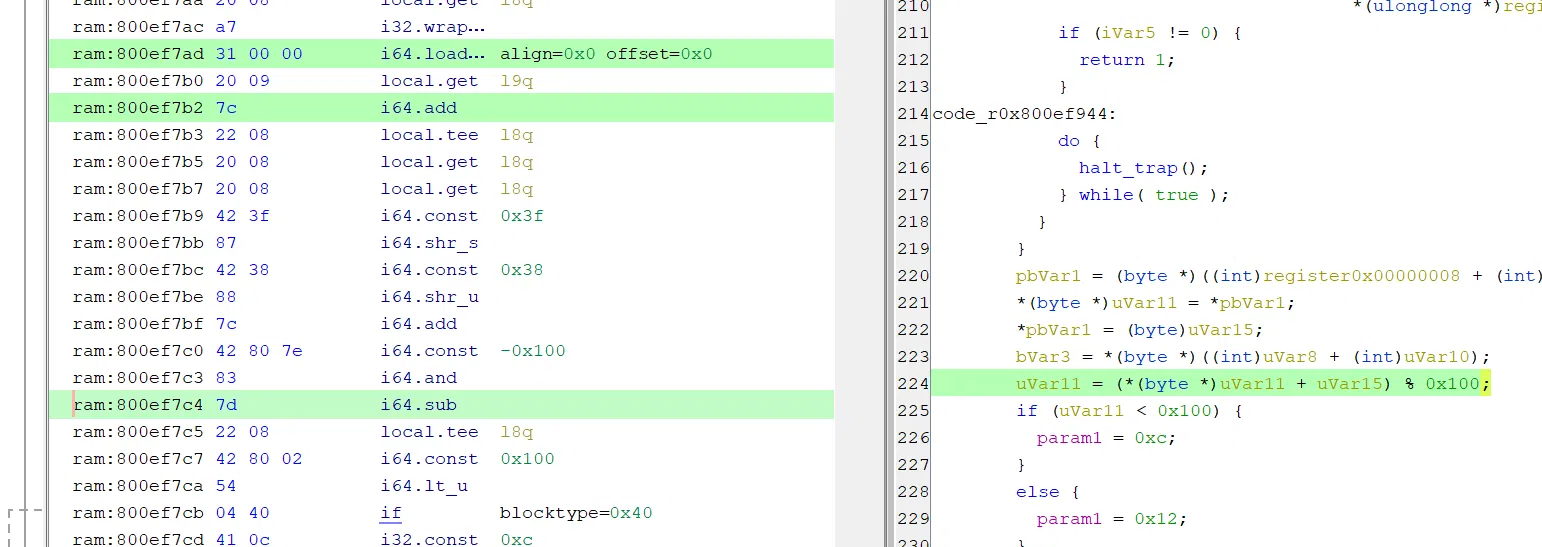 ram:800ef7aa 20 08 local.get l8q
ram:800ef7ac a7 i32.wrap…
ram:800ef7ad 31 00 00 i64.load… align=0x0 offset=0x0
ram:800ef7b0 20 09 local.get l9q
ram:800ef7b2 7c i64.add
ram:800ef7b3 22 08 local.tee l8q
ram:800ef7b5 20 08 local.get l8q
ram:800ef7b7 20 08 local.get l8q
ram:800ef7b9 42 3f i64.const 0x3f
ram:800ef7bb 87 i64.shr_s
ram:800ef7bc 42 38 i64.const 0x38
ram:800ef7be 88 i64.shr_u
ram:800ef7bf 7c i64.add
ram:800ef7c0 42 80 7e i64.const -0x100
ram:800ef7c3 83 i64.and
ram:800ef7c4 7d i64.sub
ram:800ef7c5 22 08 local.tee l8q
ram:800ef7c7 42 80 02 i64.const 0x100
ram:800ef7ca 54 i64.lt_u
ram:800ef7cb 04 40 if blocktype=0x40
ram:800ef7cd 41 0c i32.const 0xc
210 *(ulonglong *)regi
211 if (iVar5 != 0) {
212 return 1;
213 }
214 code_r0x800ef944:
215 do {
216 halt_trap();
217 } while( true );
218 }
219 }
220 pbVar1 = (byte *)((int)register0x00000008 + (int)
221 *(byte *)uVar11 = *pbVar1;
222 *pbVar1 = (byte)uVar15;
223 bVar3 = *(byte *)((int)uVar8 + (int)uVar10);
224 uVar11 = (*(byte *)uVar11 + uVar15) % 0x100;
225 if (uVar11 < 0x100) {
226 param1 = 0xc;
227 }
228 else {
229 param1 = 0x12;
230 }